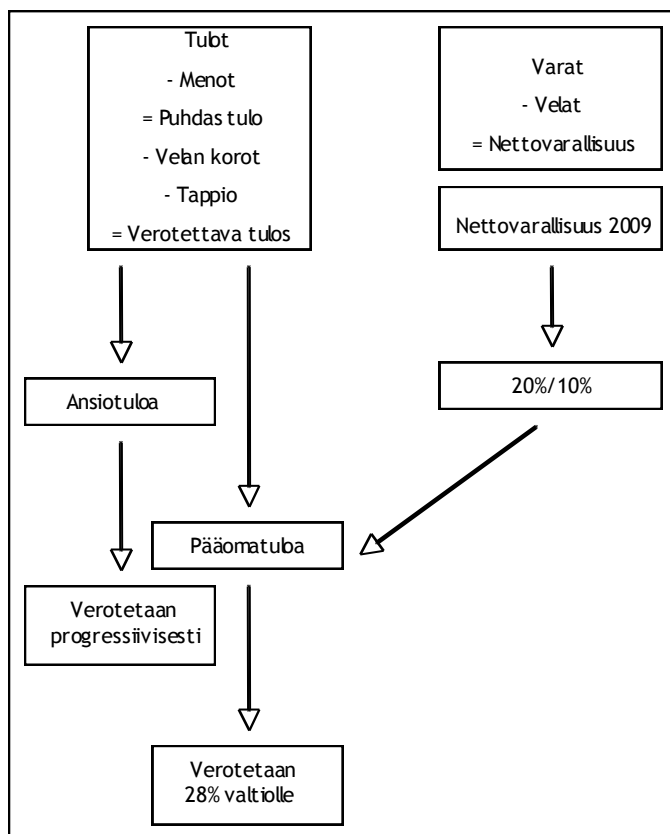 Tulot
- Menot
= Puhdas tulo
- Velan korot
- Tappio
= Verotettava tulos
Varat
- Velat
= Nettovarallisuus
Nettovarallisuus 2009
20%/10%
Ansiotuloa
Pääomatuloa
Verotetaan
progressiivisesti
Verotetaan
28% valtiolle